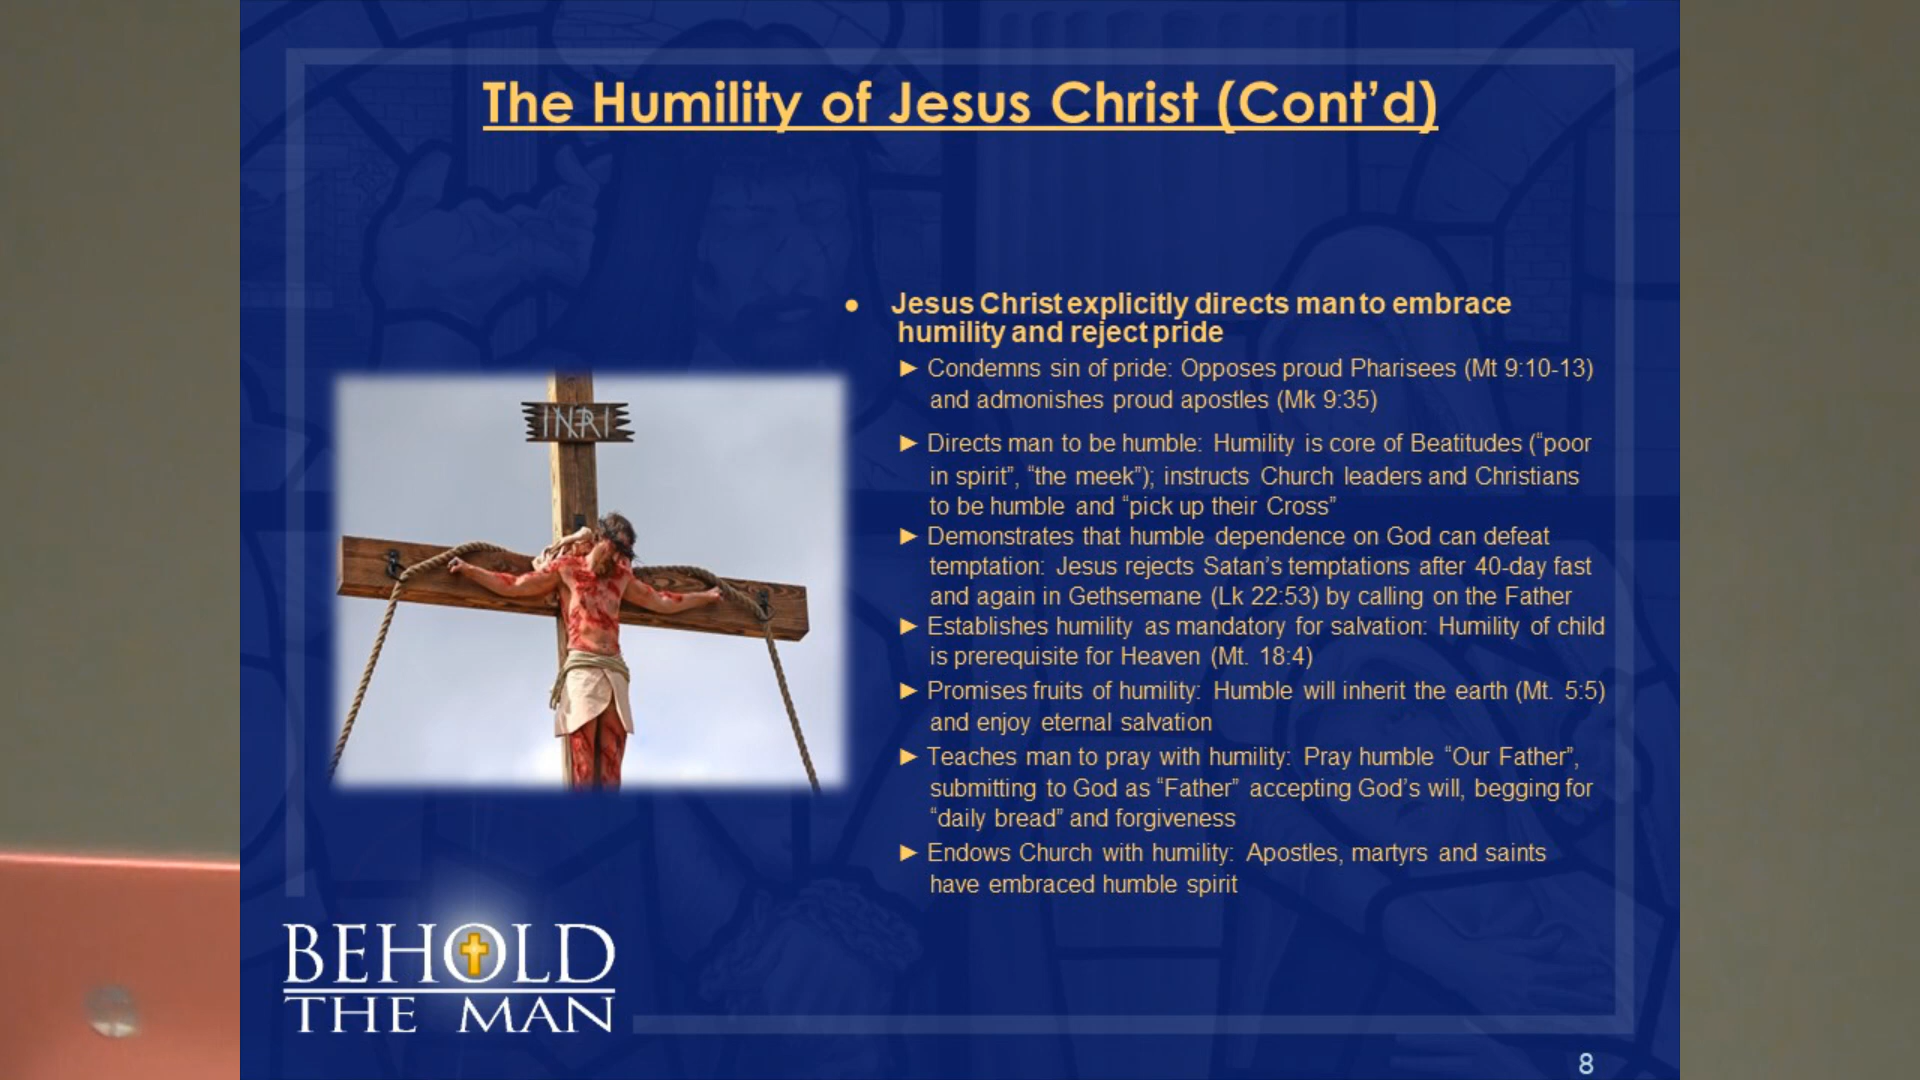 The Humility of Jesus Christ (Cont’d)
INRI
● Jesus Christ explicitly directs man to embrace
humility and reject pride
► Condemns sin of pride: Opposes proud Pharisees (Mt 9:10-13)
and admonishes proud apostles (Mk 9:35)
► Directs man to be humble: Humility is core of Beatitudes (“poor
in spirit”, “the meek”); instructs Church leaders and Christians
to be humble and “pick up their Cross”
► Demonstrates that humble dependence on God can defeat
temptation: Jesus rejects Satan’s temptations after 40-day fast
and again in Gethsemane (Lk 22:53) by calling on the Father
► Establishes humility as mandatory for salvation: Humility of child
is prerequisite for Heaven (Mt. 18:4)
► Promises fruits of humility: Humble will inherit the earth (Mt. 5:5)
and enjoy eternal salvation
► Teaches man to pray with humility: Pray humble “Our Father”,
submitting to God as “Father” accepting God’s will, begging for
“daily bread” and forgiveness
► Endows Church with humility: Apostles, martyrs and saints
have embraced humble spirit
BEHOLD
THE MAN
8